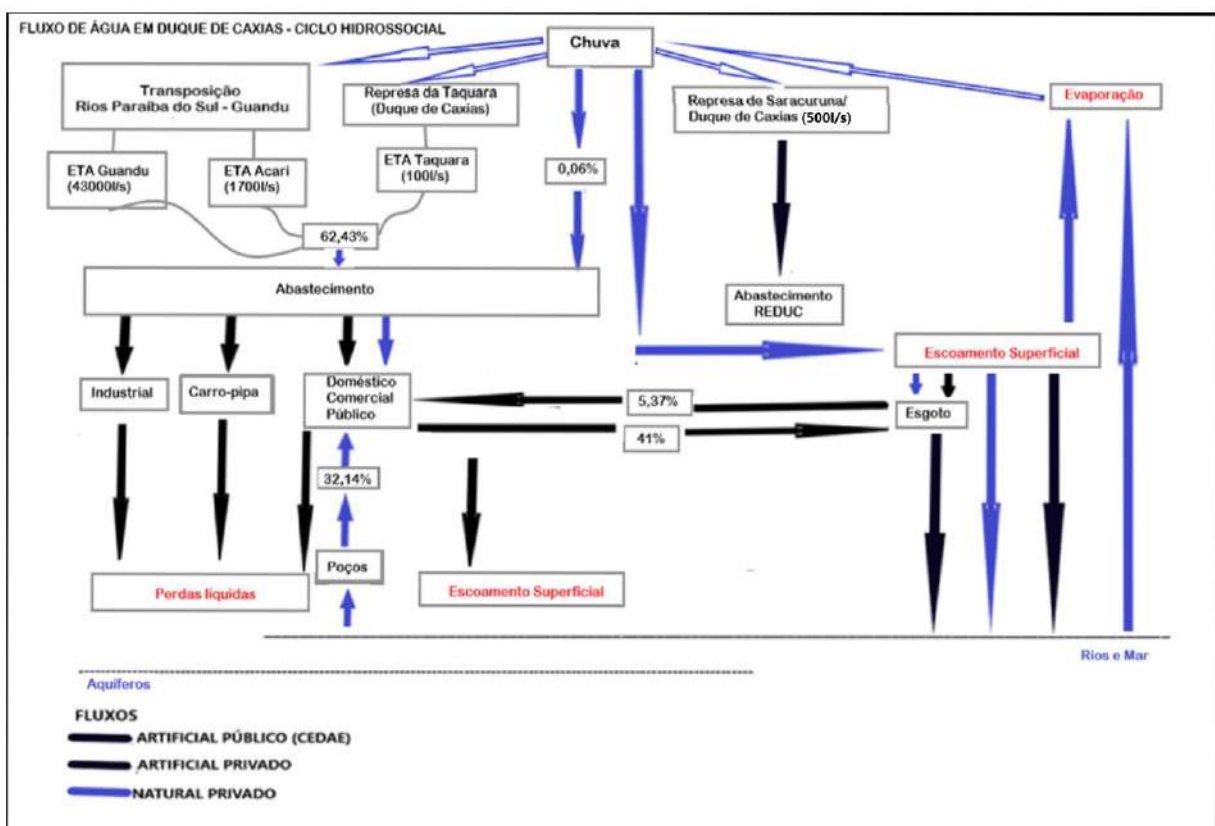 FLUXO DE ÁGUA EM DUQUE DE CAXIAS - CICLO HIDROSSOCIAL
Chuva
Transposição
Rios Paraíba do Sul - Guandu
Represa da Taquara
(Duque de Caxias)
Represa de Saracuruna/
Duque de Caxias (500l/s)
Evaporação
ETA Guandu
(43000l/s)
ETA Acari
(1700l/s)
ETA Taquara
(100l/s)
0,06%
62,43%
Abastecimento
Abastecimento
REDUC
Escoamento Superficial
Industrial
Carro-pipa
Doméstico
Comercial
Público
5,37%
41%
Esgoto
32,14%
Poços
Perdas líquidas
Escoamento Superficial
Rios e Mar
Aquíferos
FLUXOS
ARTIFICIAL PÚBLICO (CEDAE)
ARTIFICIAL PRIVADO
NATURAL PRIVADO